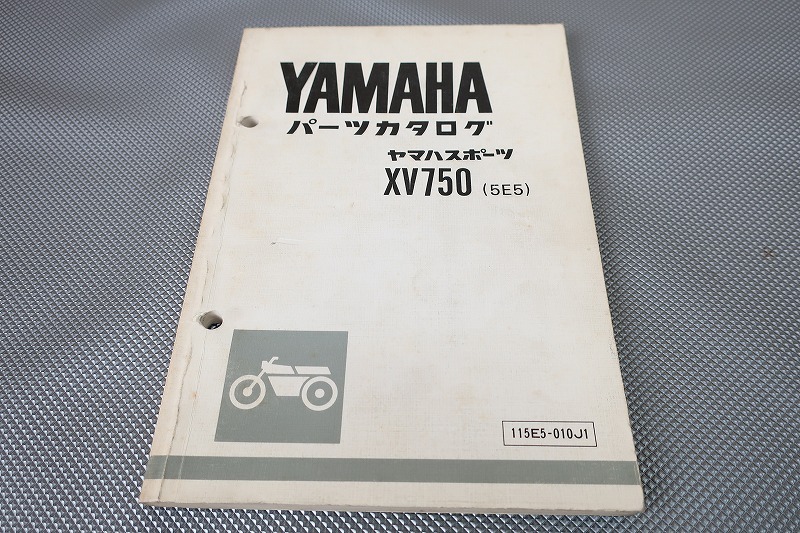 YAMAHA
パーツカタログ
ヤマハスポーツ
XV750 (5E5)
115E5-010J1